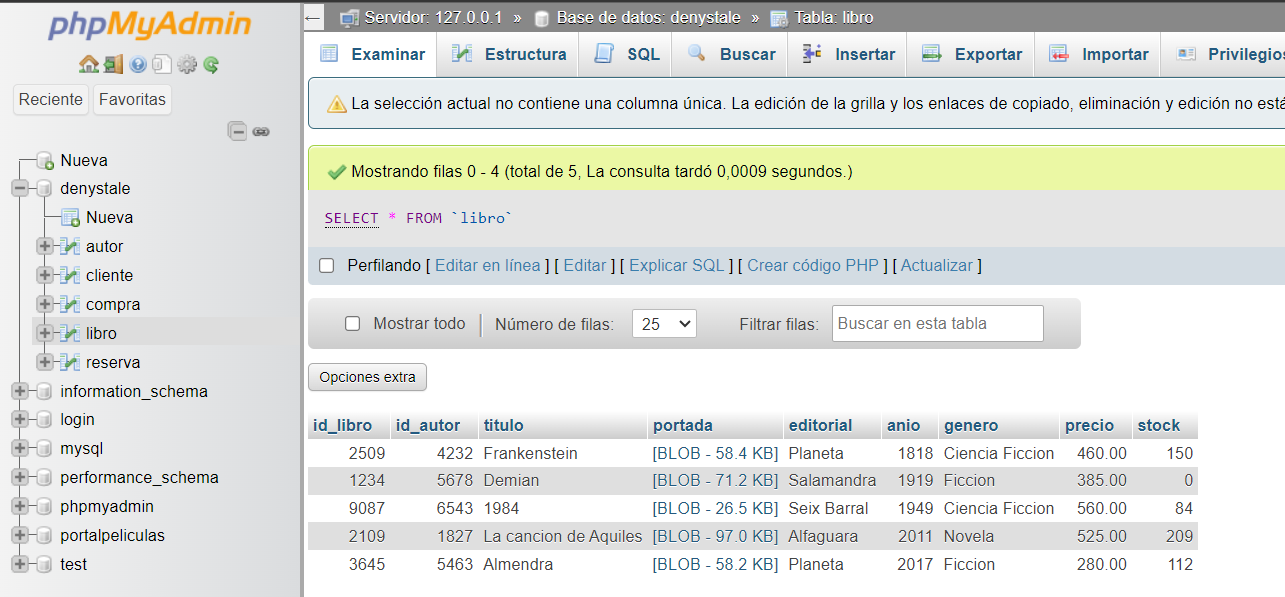 phpMyAdmin
Reciente Favoritas
Nueva
denystale
Nueva
autor
cliente
compra
libro
reserva
information_schema
login
mysql
performance_schema
phpmyadmin
portalpeliculas
test
Servidor: 127.0.0.1 » Base de datos: denystale » Tabla: libro
Examinar Estructura SQL Buscar Insertar Exportar Importar Privilegios
La selección actual no contiene una columna única. La edición de la grilla y los enlaces de copiado, eliminación y edición no está
Mostrando filas 0 - 4 (total de 5, La consulta tardó 0,0009 segundos.)
SELECT * FROM `libro`
Perfilando [ Editar en línea ] [ Editar ] [ Explicar SQL ] [ Crear código PHP ] [ Actualizar ]
Mostrar todo Número de filas: 25 Filtrar filas: Buscar en esta tabla
Opciones extra
id_libro id_autor titulo portada editorial anio genero precio stock
2509 4232 Frankenstein [BLOB - 58.4 KB] Planeta 1818 Ciencia Ficcion 460.00 150
1234 5678 Demian [BLOB - 71.2 KB] Salamandra 1919 Ficcion 385.00 0
9087 6543 1984 [BLOB - 26.5 KB] Seix Barral 1949 Ciencia Ficcion 560.00 84
2109 1827 La cancion de Aquiles [BLOB - 97.0 KB] Alfaguara 2011 Novela 525.00 209
3645 5463 Almendra [BLOB - 58.2 KB] Planeta 2017 Ficcion 280.00 112